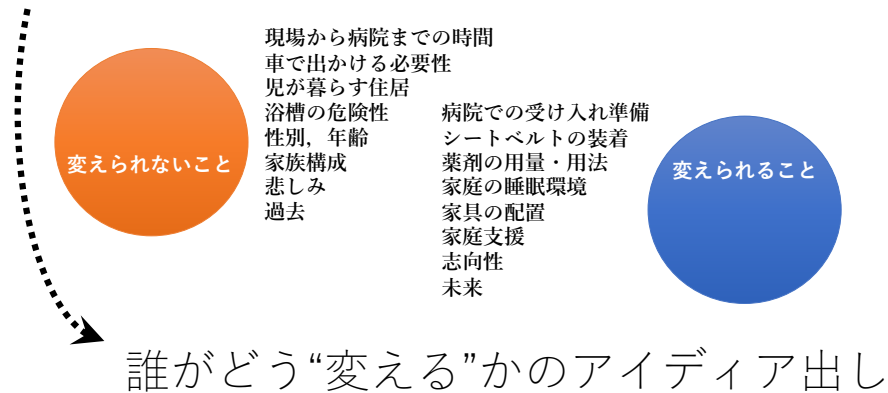 変えられないこと
現場から病院までの時間
車で出かける必要性
児が暮らす住居
浴槽の危険性
性別，年齢
家族構成
悲しみ
過去
病院での受け入れ準備
シートベルトの装着
薬剤の用量・用法
家庭の睡眠環境
家具の配置
家庭支援
志向性
未来
変えられること
誰がどう“変える”かのアイディア出し